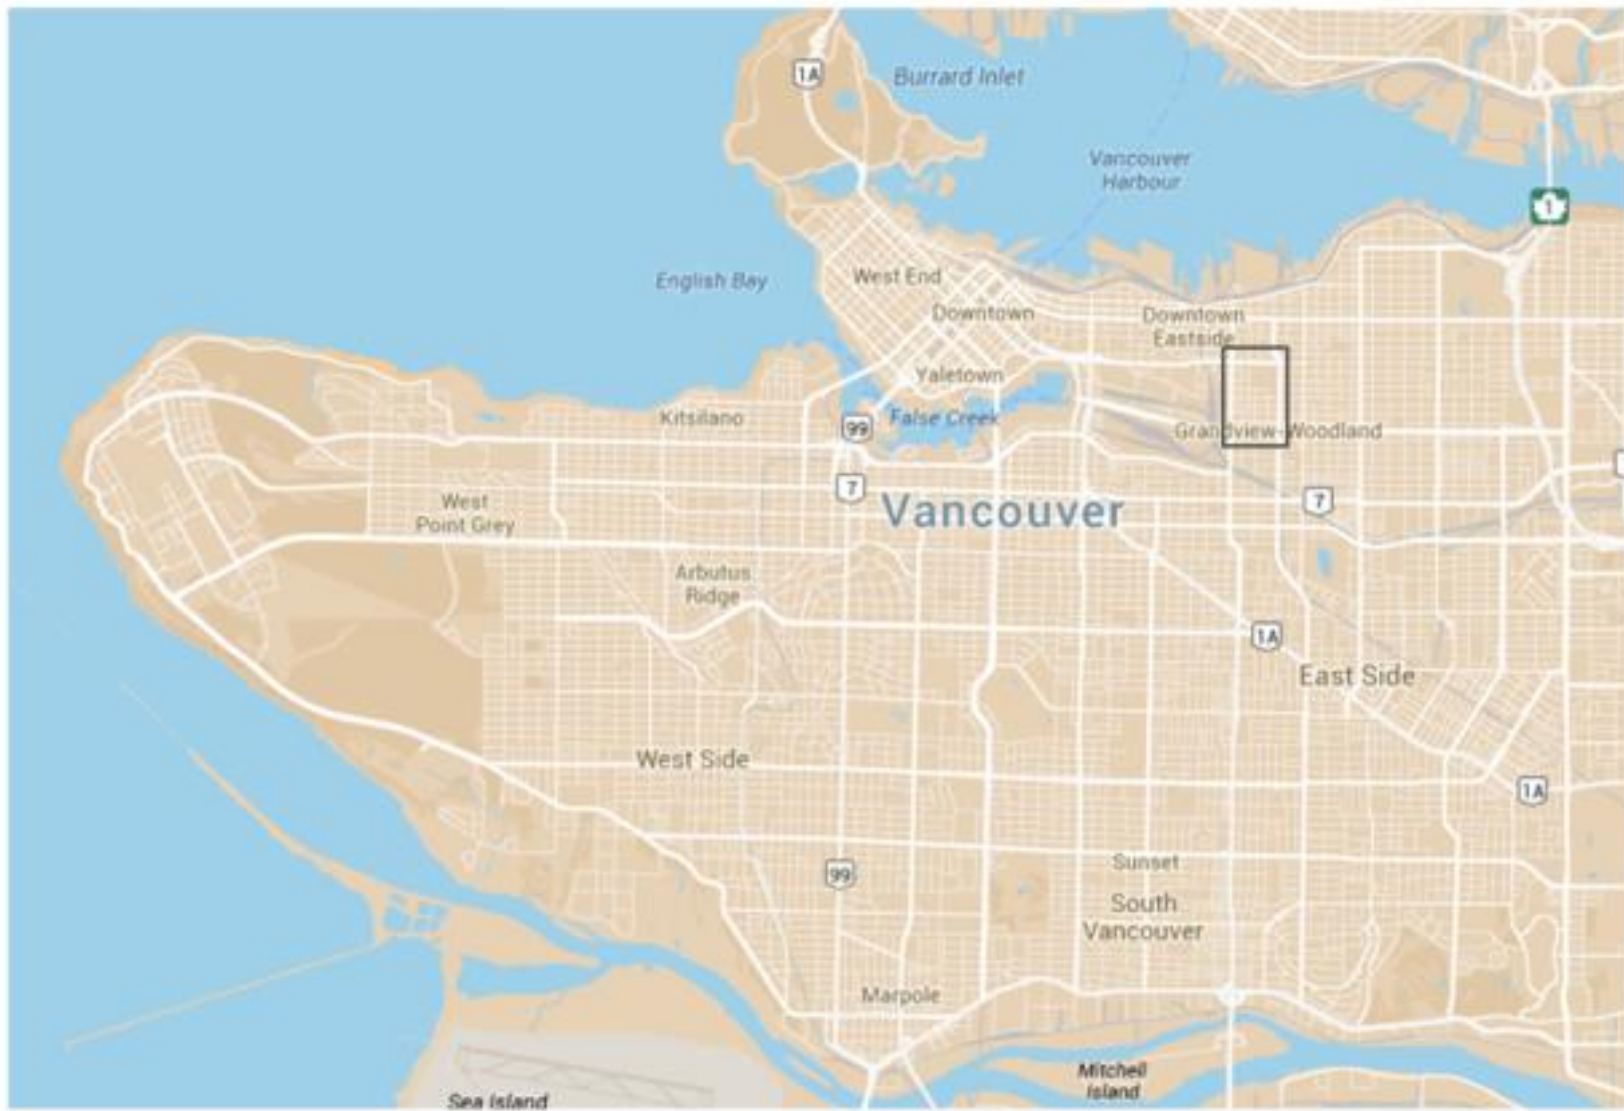 1A
Burrard Inlet
Vancouver
Harbour
1
English Bay
West End
Downtown
Downtown
Eastside
Yaletown
Kitsilano
99
False Creek
Grandview-Woodland
7
West
Point Grey
Vancouver
7
Arbutus
Ridge
1A
East Side
West Side
1A
99
Sunset
South
Vancouver
Marpole
Mitchell
Island
Sea Island